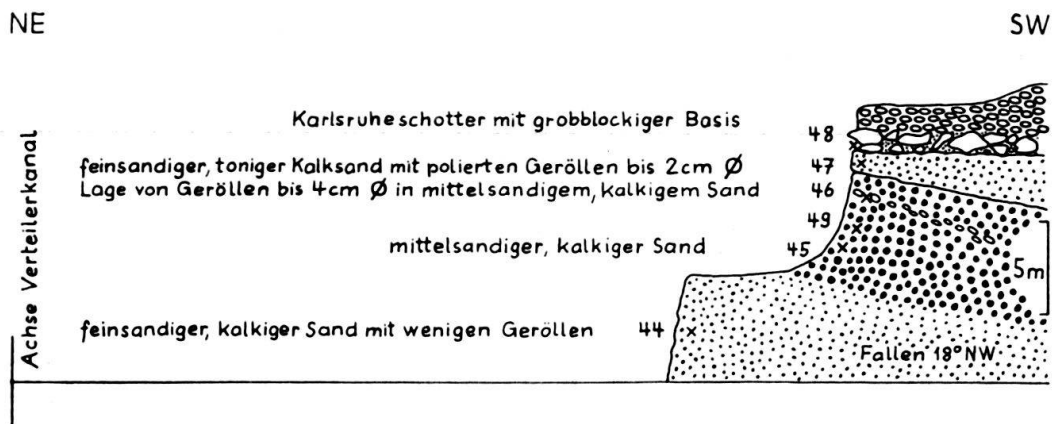 NE
SW
Karlsruheschotter mit grobblockiger Basis
48
feinsandiger, toniger Kalksand mit polierten Geröllen bis 2cm Ø
47
Lage von Geröllen bis 4cm Ø in mittelsandigem, kalkigem Sand
46
49
mittelsandiger, kalkiger Sand
45
5m
feinsandiger, kalkiger Sand mit wenigen Geröllen
44
Fallen 18° NW
Achse Verteilerkanal